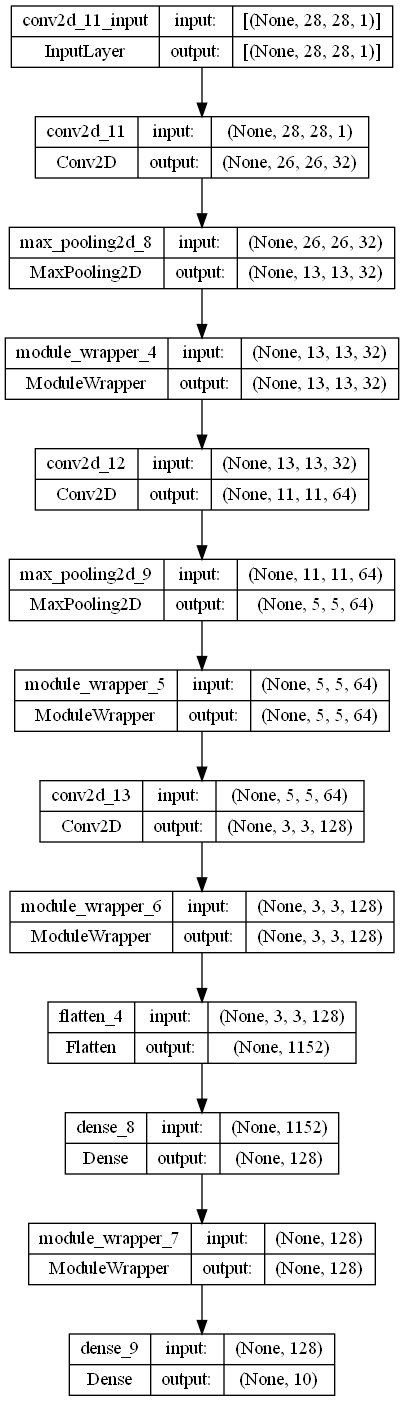 conv2d_11_input input: [(None, 28, 28, 1)]
InputLayer output: [(None, 28, 28, 1)]
conv2d_11 input: (None, 28, 28, 1)
Conv2D output: (None, 26, 26, 32)
max_pooling2d_8 input: (None, 26, 26, 32)
MaxPooling2D output: (None, 13, 13, 32)
module_wrapper_4 input: (None, 13, 13, 32)
ModuleWrapper output: (None, 13, 13, 32)
conv2d_12 input: (None, 13, 13, 32)
Conv2D output: (None, 11, 11, 64)
max_pooling2d_9 input: (None, 11, 11, 64)
MaxPooling2D output: (None, 5, 5, 64)
module_wrapper_5 input: (None, 5, 5, 64)
ModuleWrapper output: (None, 5, 5, 64)
conv2d_13 input: (None, 5, 5, 64)
Conv2D output: (None, 3, 3, 128)
module_wrapper_6 input: (None, 3, 3, 128)
ModuleWrapper output: (None, 3, 3, 128)
flatten_4 input: (None, 3, 3, 128)
Flatten output: (None, 1152)
dense_8 input: (None, 1152)
Dense output: (None, 128)
module_wrapper_7 input: (None, 128)
ModuleWrapper output: (None, 128)
dense_9 input: (None, 128)
Dense output: (None, 10)